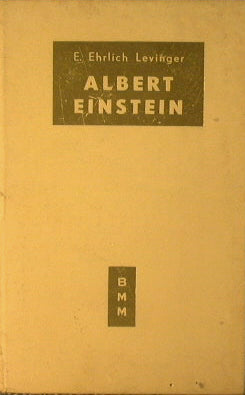 E. Ehrlich Levinger
ALBERT
EINSTEIN
B
M
M